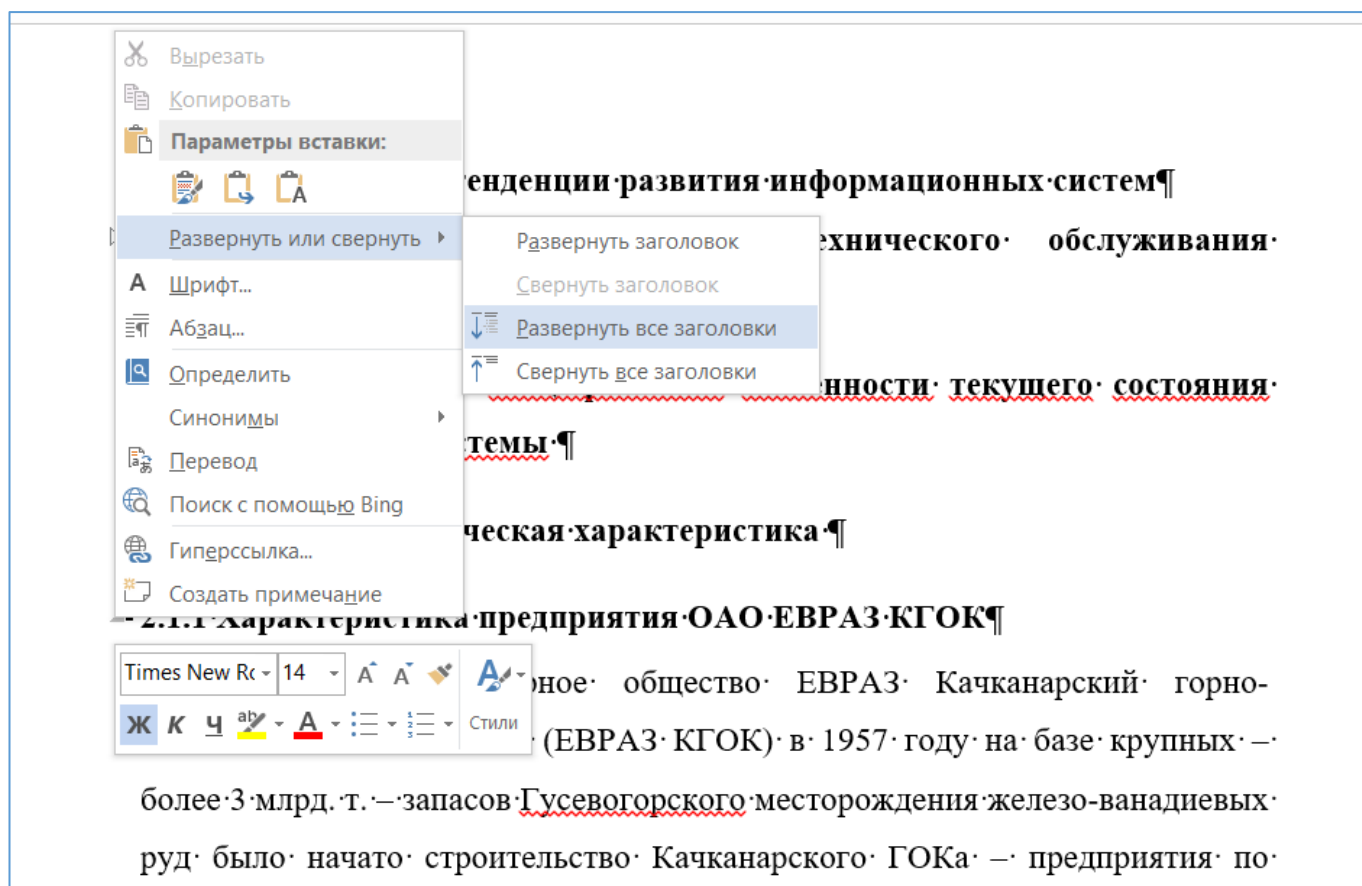 Вырезать
Копировать
Параметры вставки:
Развернуть или свернуть
Шрифт...
Абзац...
Определить
Синонимы
Перевод
Поиск с помощью Bing
Гиперссылка...
Создать примечание
Развернуть заголовок
Свернуть заголовок
Развернуть все заголовки
Свернуть все заголовки
тенденции·развития·информационных·систем¶
ехнического· обслуживания·
нности· текущего· состояния·
стемы·¶
ческая·характеристика·¶
2.1.1·Характеристика·предприятия·ОАО·ЕВРАЗ·КГОК¶
Times New Rc 14
Ж К Ч Стили
рное· общество· ЕВРАЗ· Качканарский· горно-
(ЕВРАЗ· КГОК)· в· 1957· году· на· базе· крупных· –·
более·3·млрд.·т.·–·запасов·Гусевогорского·месторождения·железо-ванадиевых·
руд· было· начато· строительство· Качканарского· ГОКа· –· предприятия· по·